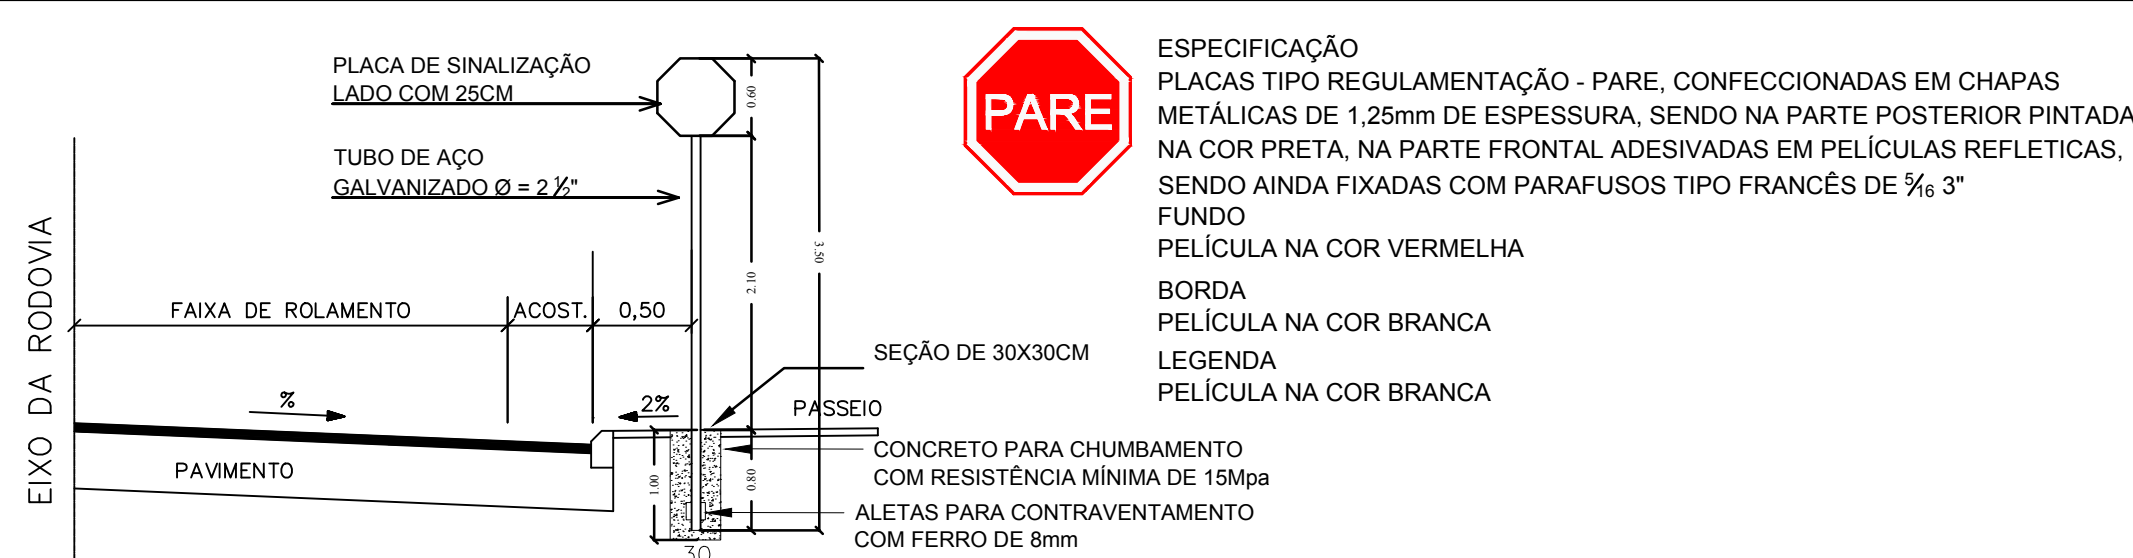 PLACA DE SINALIZAÇÃO
LADO COM 25CM
TUBO DE AÇO
GALVANIZADO Ø = 2 ½"
EIXO DA RODOVIA
FAIXA DE ROLAMENTO
ACOST.
0,50
%
2%
PAVIMENTO
PASSEIO
0.60
2.10
3.50
0.80
1.00
30
SEÇÃO DE 30X30CM
CONCRETO PARA CHUMBAMENTO
COM RESISTÊNCIA MÍNIMA DE 15Mpa
ALETAS PARA CONTRAVENTAMENTO
COM FERRO DE 8mm
PARE
ESPECIFICAÇÃO
PLACAS TIPO REGULAMENTAÇÃO - PARE, CONFECCIONADAS EM CHAPAS
METÁLICAS DE 1,25mm DE ESPESSURA, SENDO NA PARTE POSTERIOR PINTADA
NA COR PRETA, NA PARTE FRONTAL ADESIVADAS EM PELÍCULAS REFLETICAS,
SENDO AINDA FIXADAS COM PARAFUSOS TIPO FRANCÊS DE 5/16 3"
FUNDO
PELÍCULA NA COR VERMELHA
BORDA
PELÍCULA NA COR BRANCA
LEGENDA
PELÍCULA NA COR BRANCA